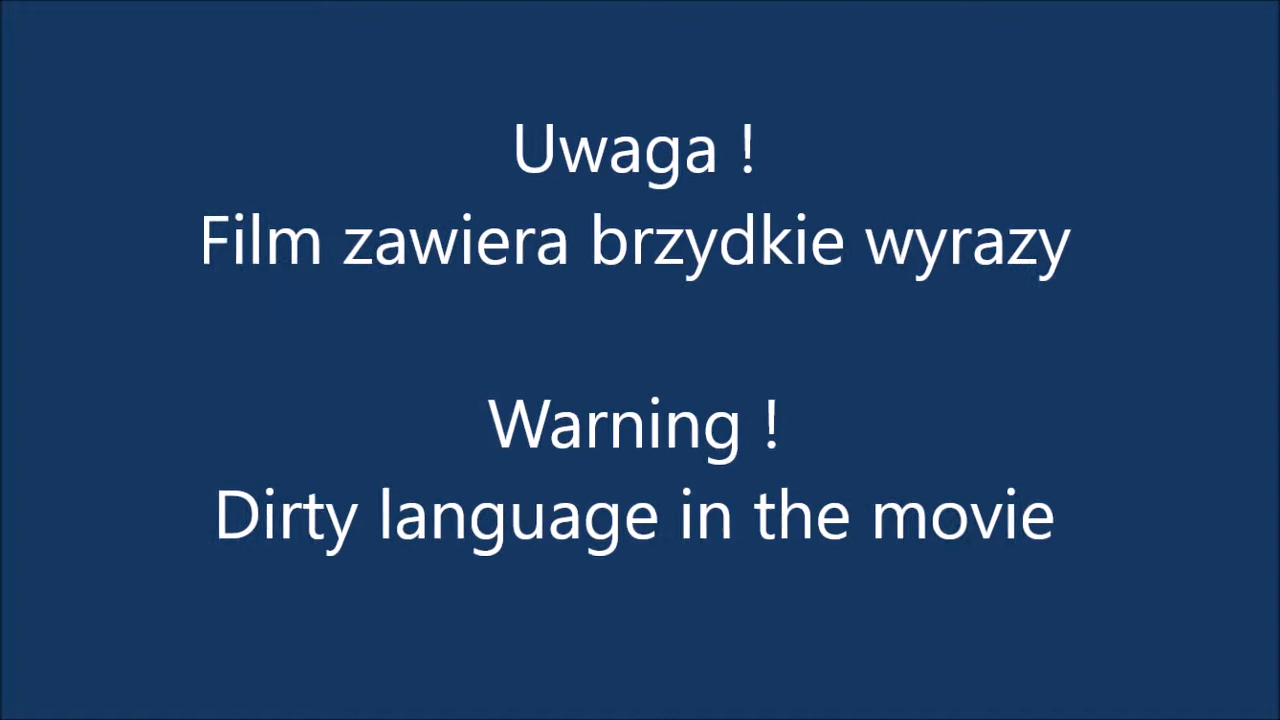 Uwaga !
Film zawiera brzydkie wyrazy
Warning !
Dirty language in the movie